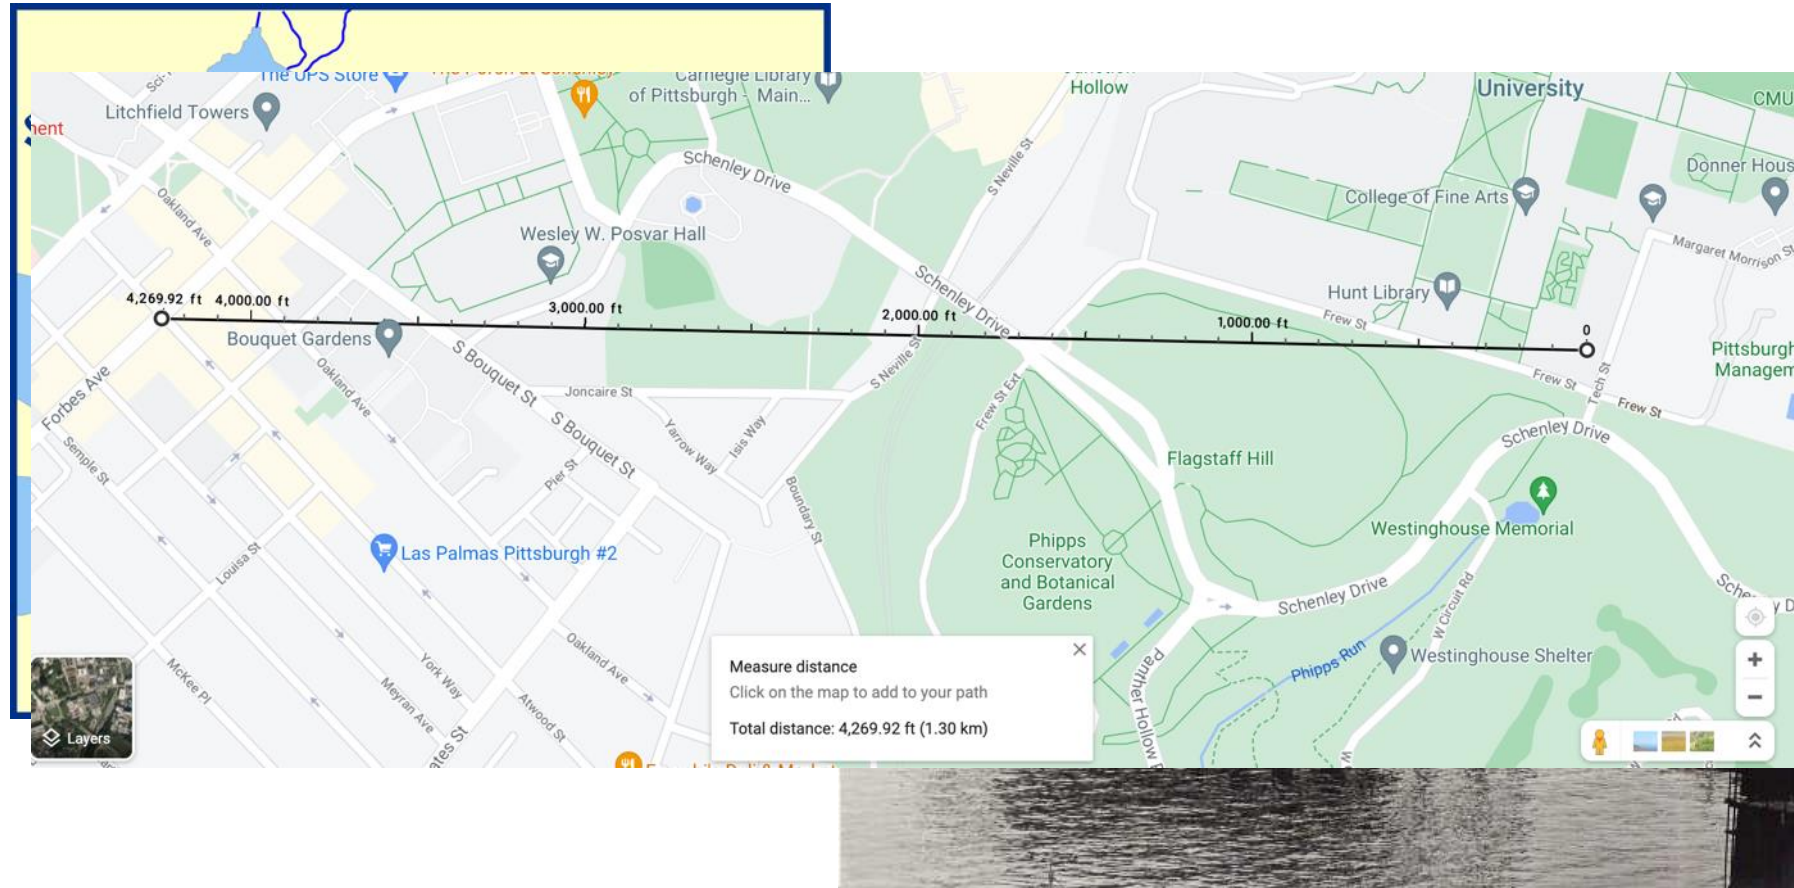 The UPS Store
Carnegie Library
of Pittsburgh - Main...
Hollow
University
CMU
Litchfield Towers
Schenley Drive
S Neville St
Donner Hous
College of Fine Arts
Oakland Ave
Wesley W. Posvar Hall
Margaret Morrison St
Schenley Drive
Hunt Library
4,269.92 ft
4,000.00 ft
3,000.00 ft
2,000.00 ft
1,000.00 ft
0
Frew St
Bouquet Gardens
S Bouquet St
S Neville St
Pittsburgh
Managem
Forbes Ave
Oakland Ave
Joncaire St
Frew St Ext
Frew St
Tech St
Frew St
Semple St
S Bouquet St
Yarrow Way
Isis Way
Schenley Drive
Flagstaff Hill
Pier St
Boundary St
Westinghouse Memorial
Las Palmas Pittsburgh #2
Louisa St
Phipps
Conservatory
and Botanical
Gardens
Schenley Drive
W Circuit Rd
Phipps Run
Westinghouse Shelter
Oakland Ave
McKee Pl
York Way
Meyran Ave
Atwood St
Panther Hollow
Measure distance
Click on the map to add to your path
Total distance: 4,269.92 ft (1.30 km)
Layers